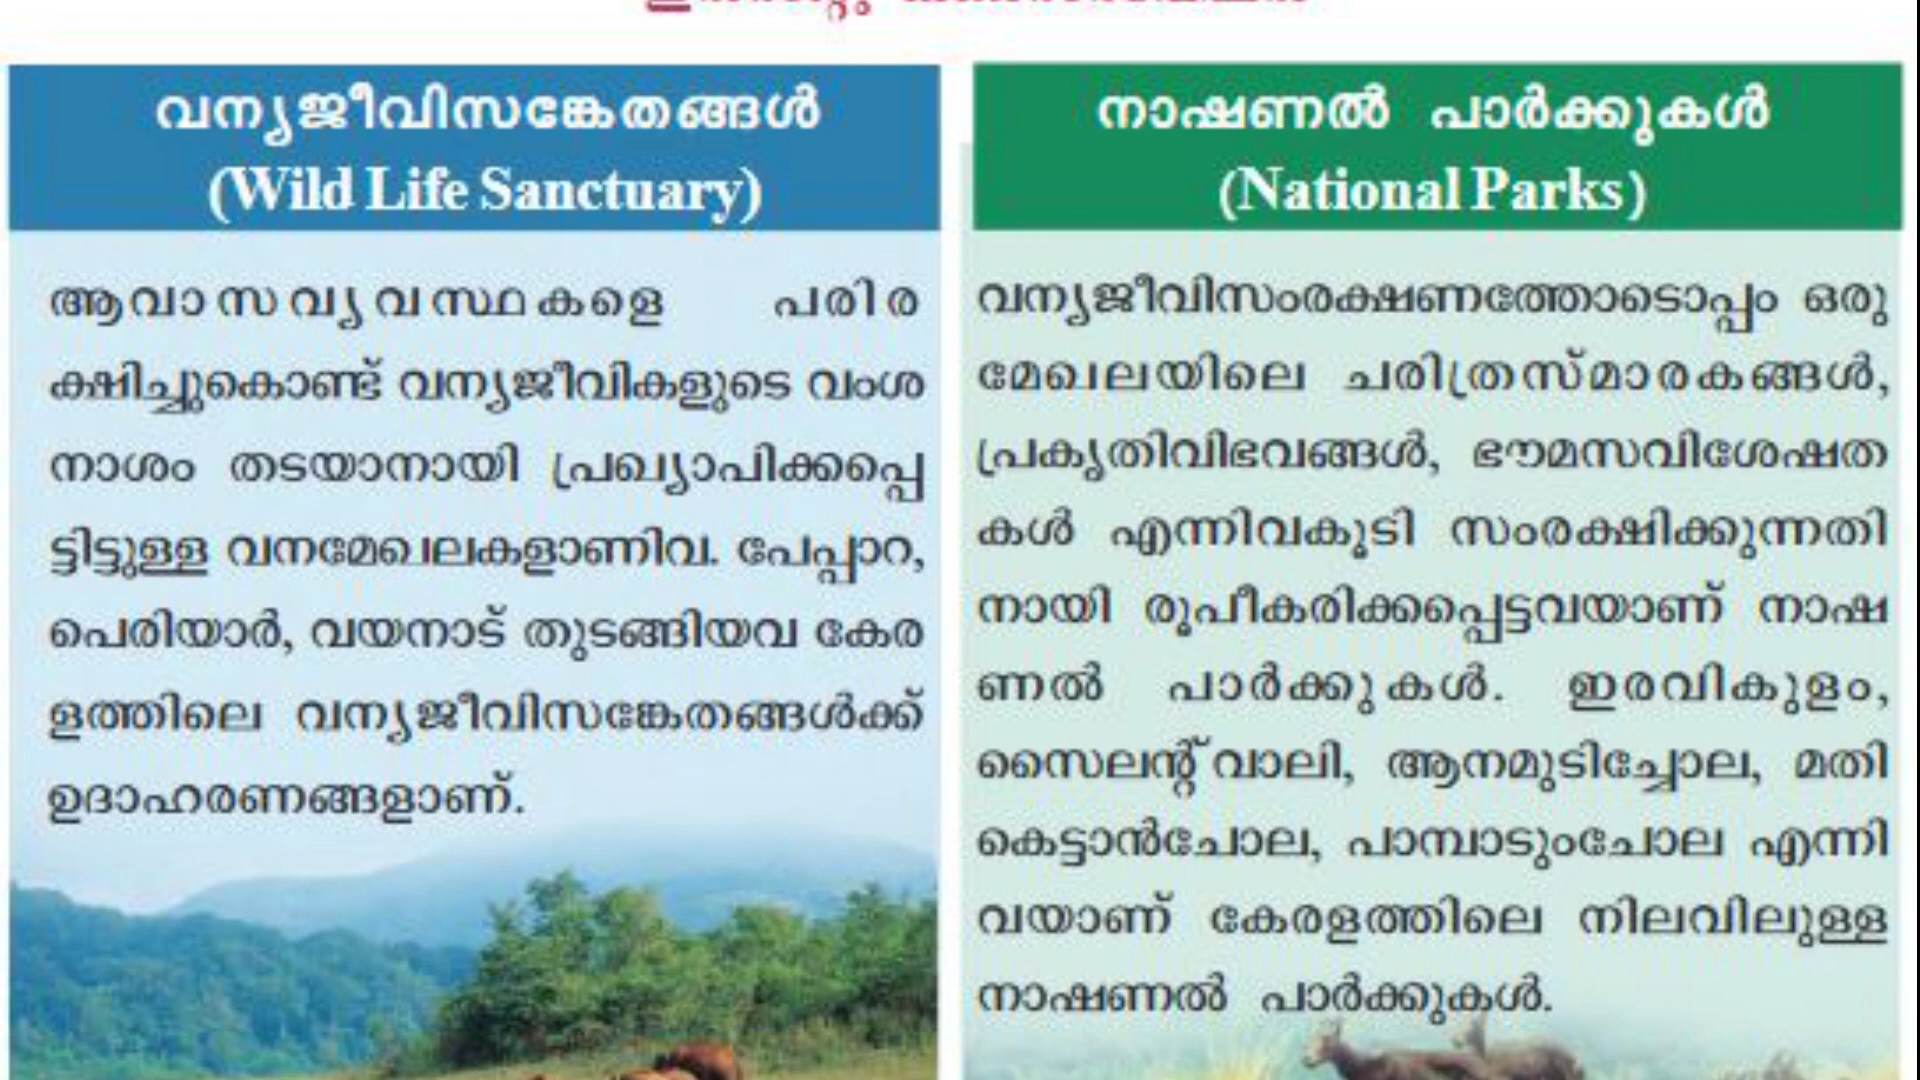 വന്യജീവിസങ്കേതങ്ങൾ
(Wild Life Sanctuary)
ആവാസവ്യവസ്ഥകളെ പരിര
ക്ഷിച്ചുകൊണ്ട് വന്യജീവികളുടെ വംശ
നാശം തടയാനായി പ്രഖ്യാപിക്കപ്പെ
ട്ടിട്ടുള്ള വനമേഖലകളാണിവ. പേപ്പാറ,
പെരിയാർ, വയനാട് തുടങ്ങിയവ കേര
ളത്തിലെ വന്യജീവിസങ്കേതങ്ങൾക്ക്
ഉദാഹരണങ്ങളാണ്.
നാഷണൽ പാർക്കുകൾ
(National Parks)
വന്യജീവിസംരക്ഷണത്തോടൊപ്പം ഒരു
മേഖലയിലെ ചരിത്രസ്മാരകങ്ങൾ,
പ്രകൃതിവിഭവങ്ങൾ, ഭൗമസവിശേഷത
കൾ എന്നിവകൂടി സംരക്ഷിക്കുന്നതി
നായി രൂപീകരിക്കപ്പെട്ടവയാണ് നാഷ
ണൽ പാർക്കുകൾ. ഇരവികുളം,
സൈലന്റ് വാലി, ആനമുടിച്ചോല, മതി
കെട്ടാൻചോല, പാമ്പാടുംചോല എന്നി
വയാണ് കേരളത്തിലെ നിലവിലുള്ള
നാഷണൽ പാർക്കുകൾ.